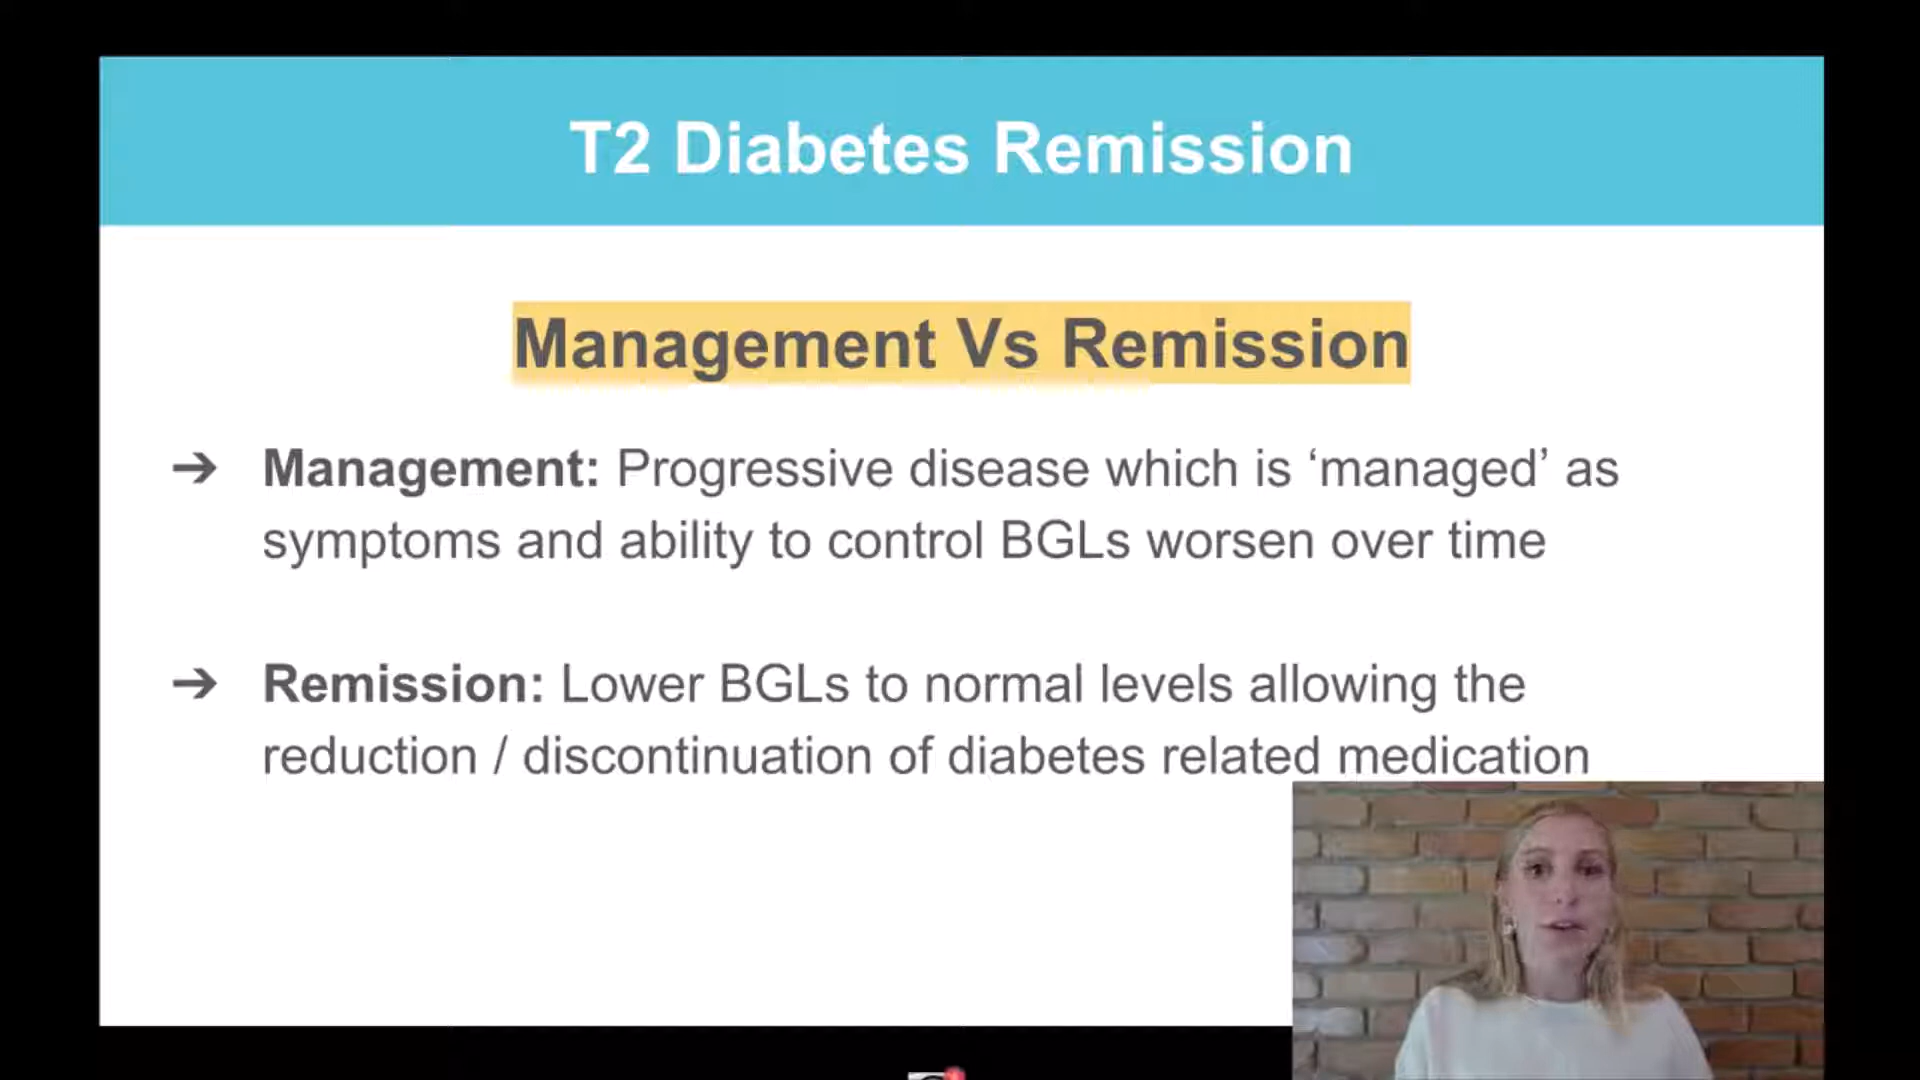 T2 Diabetes Remission
Management Vs Remission
➔ Management: Progressive disease which is ‘managed’ as
symptoms and ability to control BGLs worsen over time
➔ Remission: Lower BGLs to normal levels allowing the
reduction / discontinuation of diabetes related medication